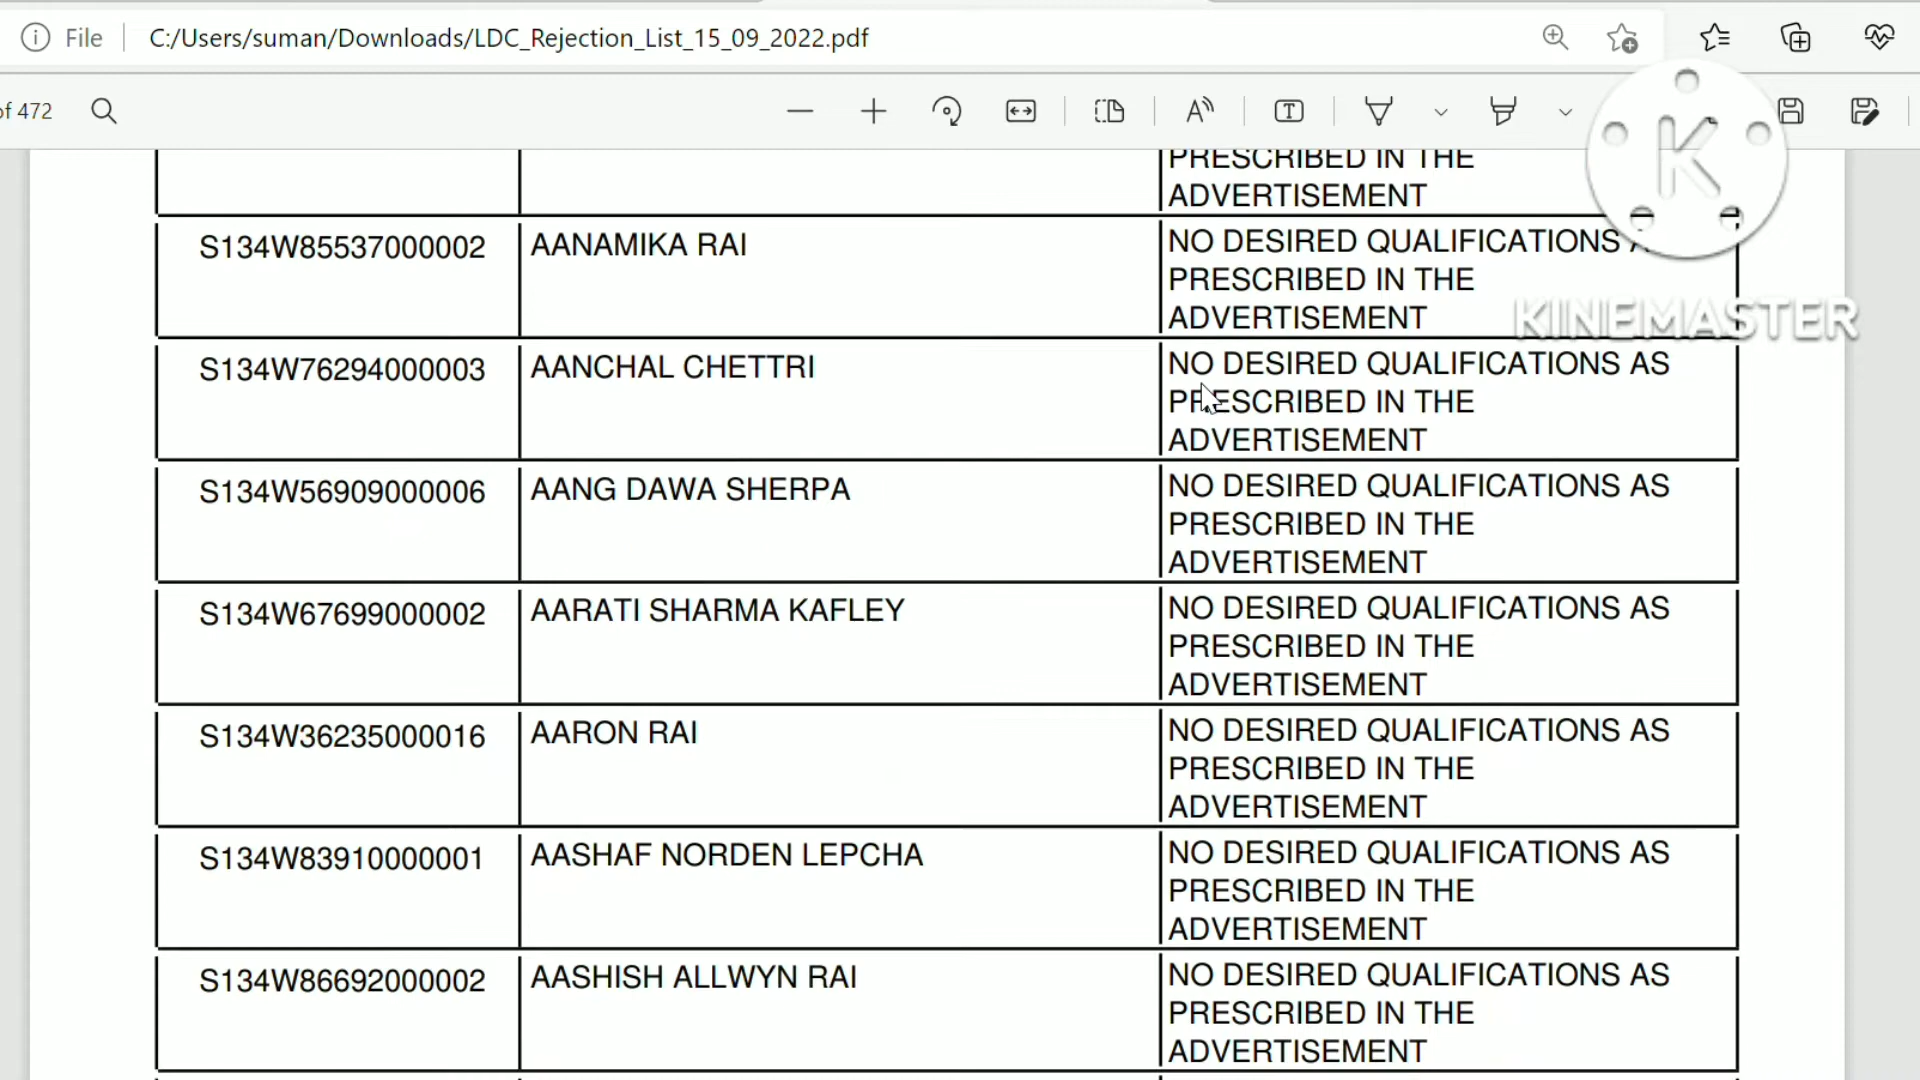 File
C:/Users/suman/Downloads/LDC_Rejection_List_15_09_2022.pdf
of 472
PRESCRIBED IN THE
ADVERTISEMENT
S134W85537000002
AANAMIKA RAI
NO DESIRED QUALIFICATIONS
PRESCRIBED IN THE
ADVERTISEMENT
K
KINEMASTER
S134W76294000003
AANCHAL CHETTRI
NO DESIRED QUALIFICATIONS AS
PRESCRIBED IN THE
ADVERTISEMENT
S134W56909000006
AANG DAWA SHERPA
NO DESIRED QUALIFICATIONS AS
PRESCRIBED IN THE
ADVERTISEMENT
S134W67699000002
AARATI SHARMA KAFLEY
NO DESIRED QUALIFICATIONS AS
PRESCRIBED IN THE
ADVERTISEMENT
S134W36235000016
AARON RAI
NO DESIRED QUALIFICATIONS AS
PRESCRIBED IN THE
ADVERTISEMENT
S134W83910000001
AASHAF NORDEN LEPCHA
NO DESIRED QUALIFICATIONS AS
PRESCRIBED IN THE
ADVERTISEMENT
S134W86692000002
AASHISH ALLWYN RAI
NO DESIRED QUALIFICATIONS AS
PRESCRIBED IN THE
ADVERTISEMENT